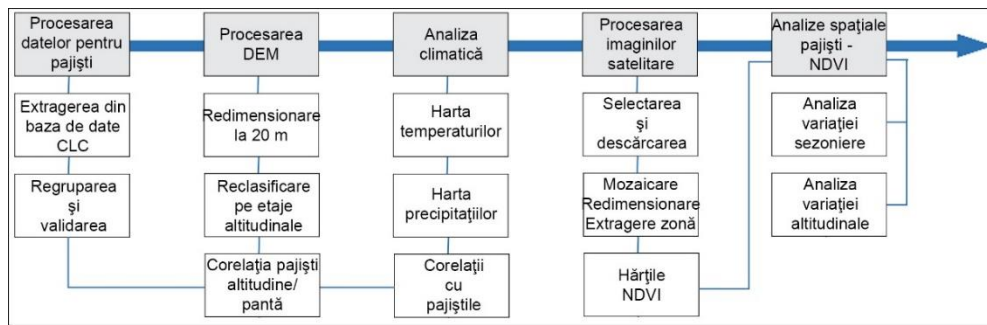 Procesarea
datelor pentru
pajişti
Extragerea din
baza de date
CLC
Regruparea
şi
validarea
Procesarea
DEM
Redimensionare
la 20 m
Reclasificare
pe etaje
altitudinale
Corelaţia pajişti
altitudine/
pantă
Analiza
climatică
Harta
temperaturilor
Harta
precipitaţiilor
Corelaţii
cu
pajiştile
Procesarea
imaginilor
satelitare
Selectarea
şi
descărcarea
Mozaicare
Redimensionare
Extragere zonă
Hărţile
NDVI
Analize spaţiale
pajişti -
NDVI
Analiza
variaţiei
sezoniere
Analiza
variaţiei
altitudinale